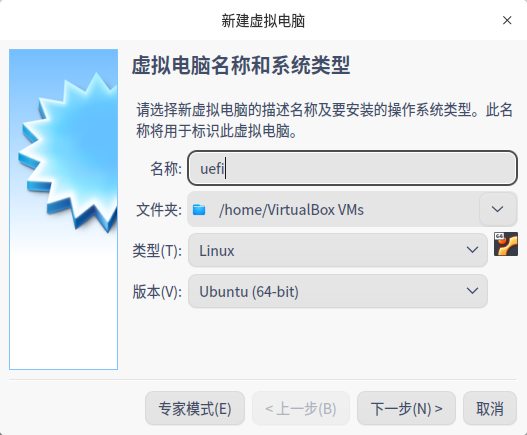 新建虚拟电脑
虚拟电脑名称和系统类型
请选择新虚拟电脑的描述名称及要安装的操作系统类型。此名
称将用于标识此虚拟电脑。
名称: uefi
文件夹: /home/VirtualBox VMs
类型(T): Linux
64
版本(V): Ubuntu (64-bit)
专家模式(E) < 上一步(B) 下一步(N) > 取消